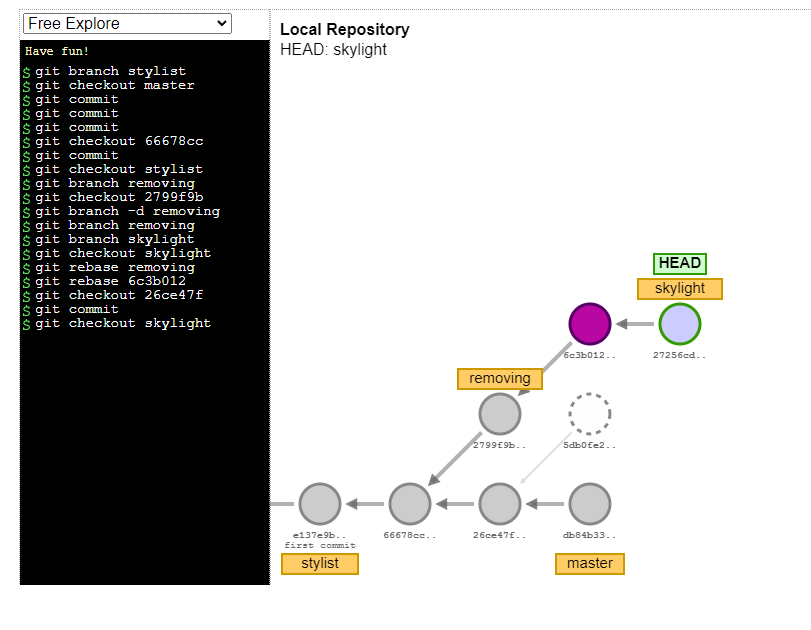 Free Explore
Have fun!
$ git branch stylist
$ git checkout master
$ git commit
$ git commit
$ git commit
$ git checkout 66678cc
$ git commit
$ git checkout stylist
$ git branch removing
$ git checkout 2799f9b
$ git branch -d removing
$ git branch removing
$ git branch skylight
$ git checkout skylight
$ git rebase removing
$ git rebase 6c3b012
$ git checkout 26ce47f
$ git commit
$ git checkout skylight
Local Repository
HEAD: skylight
HEAD
skylight
6c3b012..
27256cd..
removing
2799f9b..
5db0fe2..
e137e9b..
first commit
66678cc..
26ce47f..
db84b33..
stylist
master